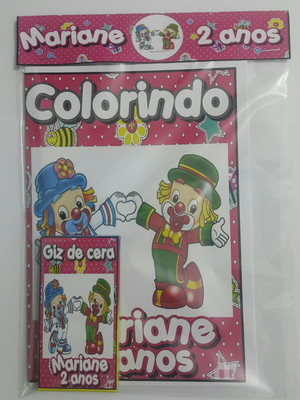 Mariane 2 anos
Colorindo
Giz de cera
Mariane
2 anos
Mariane
anos